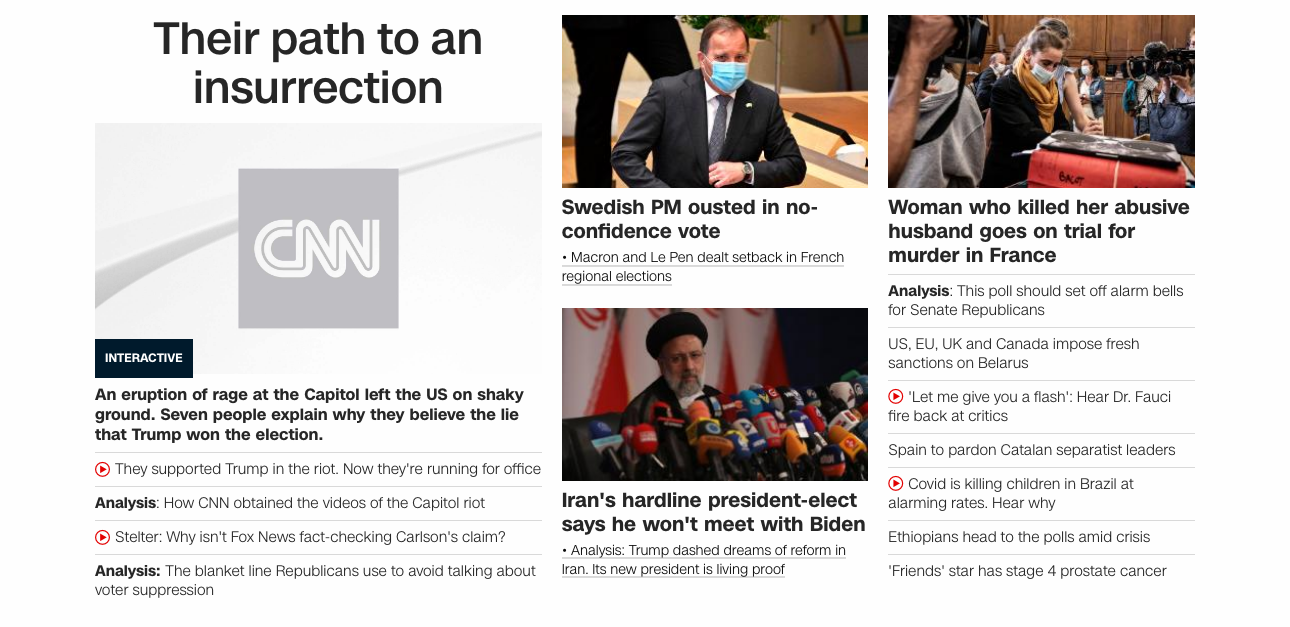 Their path to an
insurrection
CNN
INTERACTIVE
An eruption of rage at the Capitol left the US on shaky
ground. Seven people explain why they believe the lie
that Trump won the election.
They supported Trump in the riot. Now they're running for office
Analysis: How CNN obtained the videos of the Capitol riot
Stelter: Why isn't Fox News fact-checking Carlson's claim?
Analysis: The blanket line Republicans use to avoid talking about
voter suppression
Swedish PM ousted in no-
confidence vote
• Macron and Le Pen dealt setback in French
regional elections
Iran's hardline president-elect
says he won't meet with Biden
• Analysis: Trump dashed dreams of reform in
Iran. Its new president is living proof
Woman who killed her abusive
husband goes on trial for
murder in France
Analysis: This poll should set off alarm bells
for Senate Republicans
US, EU, UK and Canada impose fresh
sanctions on Belarus
'Let me give you a flash': Hear Dr. Fauci
fire back at critics
Spain to pardon Catalan separatist leaders
Covid is killing children in Brazil at
alarming rates. Hear why
Ethiopians head to the polls amid crisis
'Friends' star has stage 4 prostate cancer